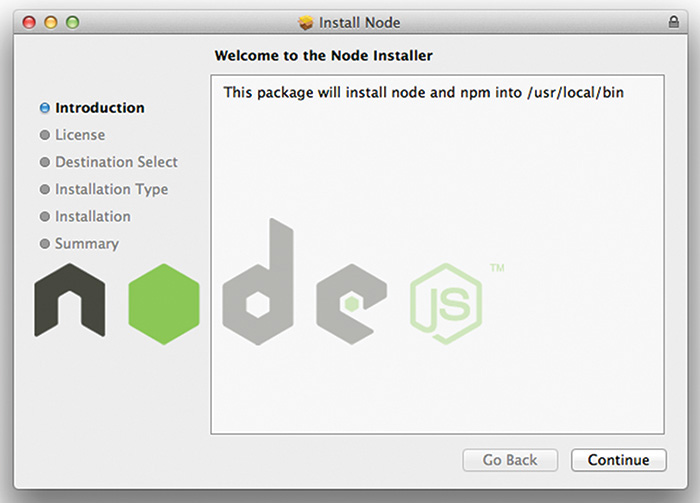 Install Node
Welcome to the Node Installer
Introduction
License
Destination Select
Installation Type
Installation
Summary
This package will install node and npm into /usr/local/bin
node JS ™
Go Back
Continue